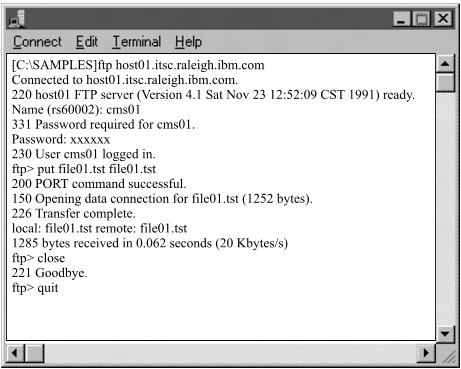 Connect Edit Terminal Help
[C:\SAMPLES]ftp host01.itsc.raleigh.ibm.com
Connected to host01.itsc.raleigh.ibm.com.
220 host01 FTP server (Version 4.1 Sat Nov 23 12:52:09 CST 1991) ready.
Name (rs60002): cms01
331 Password required for cms01.
Password: xxxxxx
230 User cms01 logged in.
ftp> put file01.tst file01.tst
200 PORT command successful.
150 Opening data connection for file01.tst (1252 bytes).
226 Transfer complete.
local: file01.tst remote: file01.tst
1285 bytes received in 0.062 seconds (20 Kbytes/s)
ftp> close
221 Goodbye.
ftp> quit